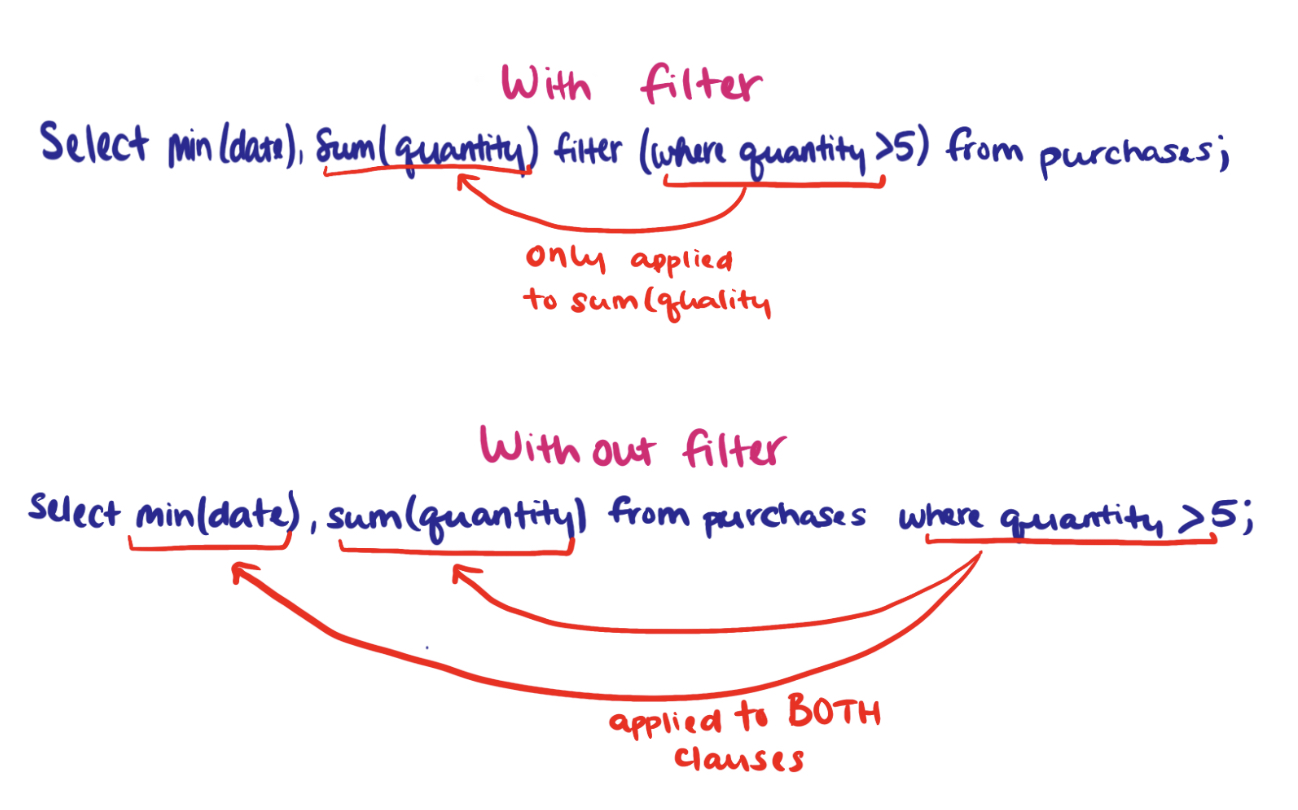 With filter
Select min(date), Sum(quantity) filter (where quantity >5) from purchases;
only applied
to sum(quality
With out filter
Select min(date), sum(quantity) from purchases where quantity >5;
applied to BOTH
clauses